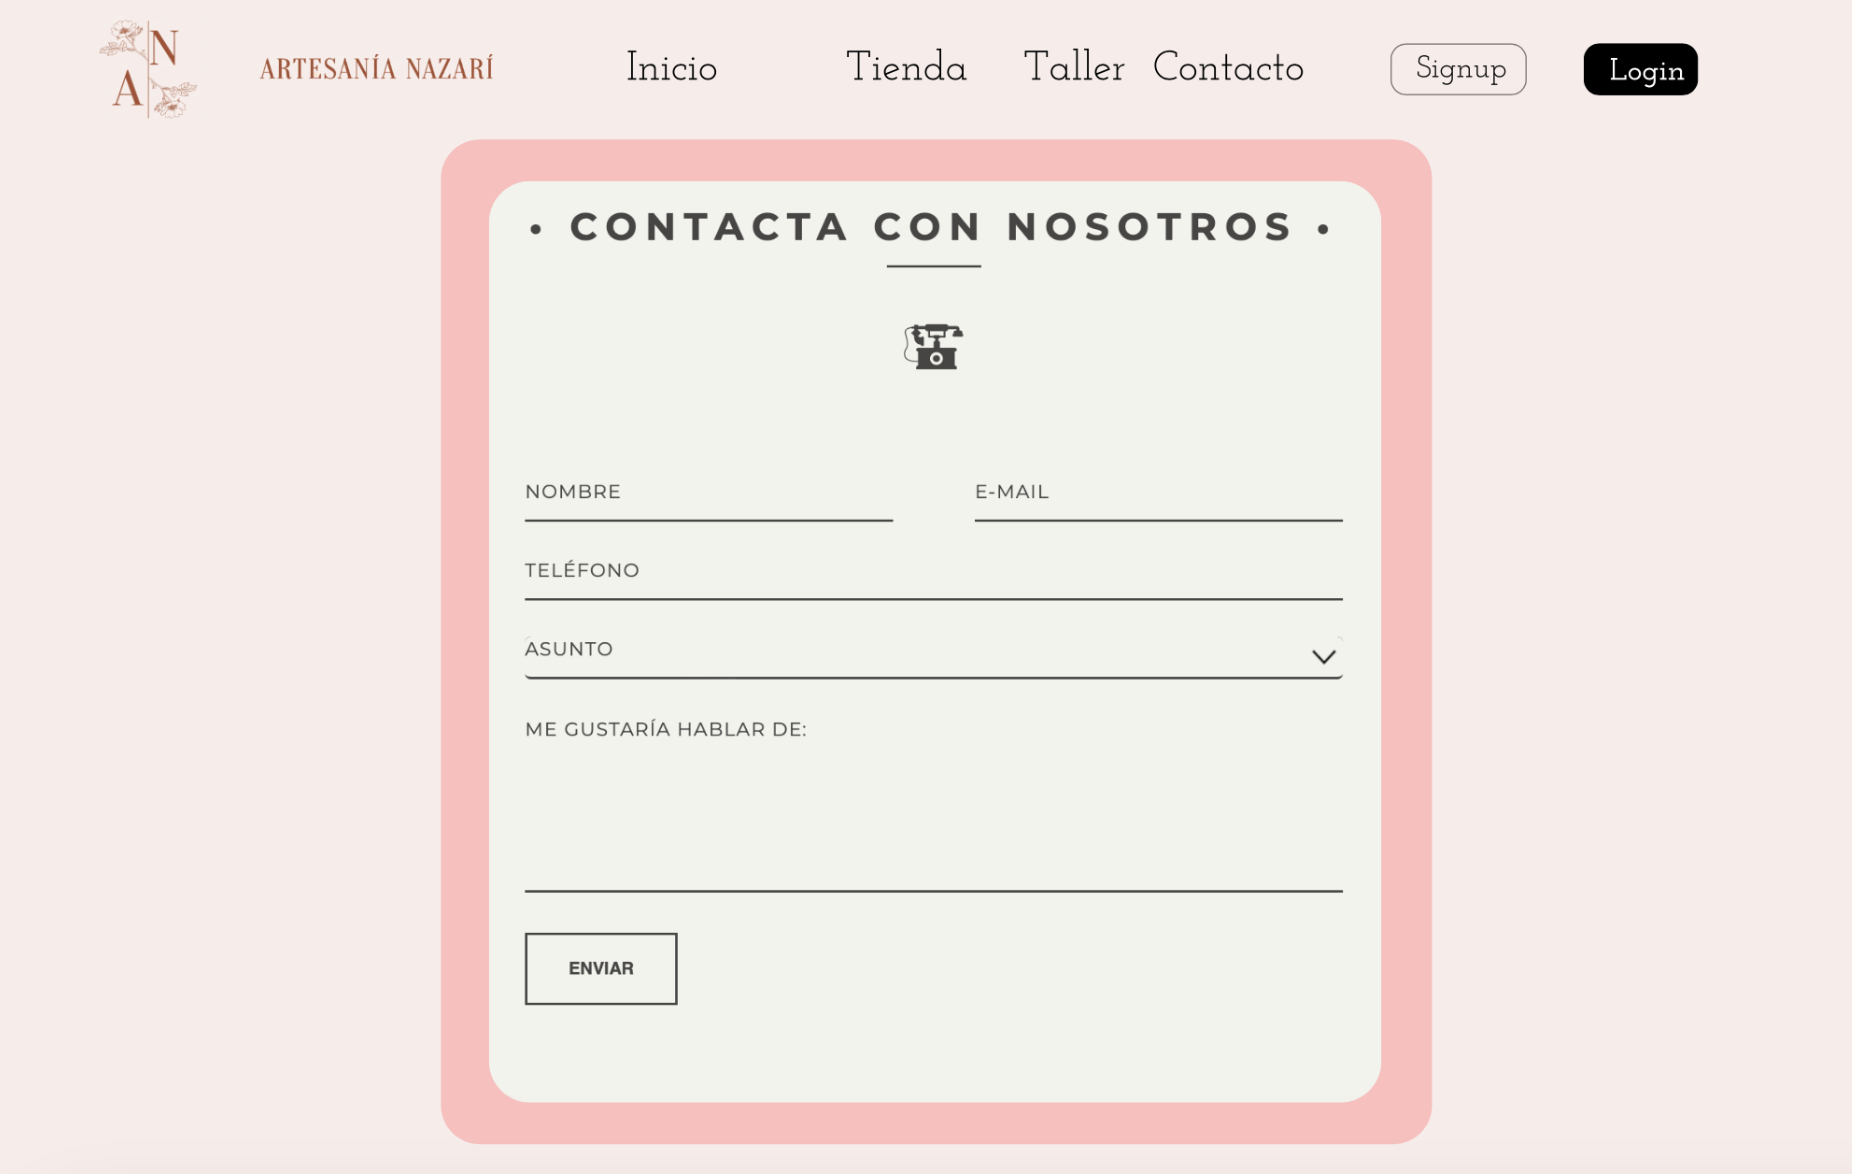 N
A
ARTESANÍA NAZARÍ
Inicio
Tienda
Taller
Contacto
Signup
Login
• CONTACTA CON NOSOTROS •
NOMBRE
E-MAIL
TELÉFONO
ASUNTO
ME GUSTARÍA HABLAR DE:
ENVIAR